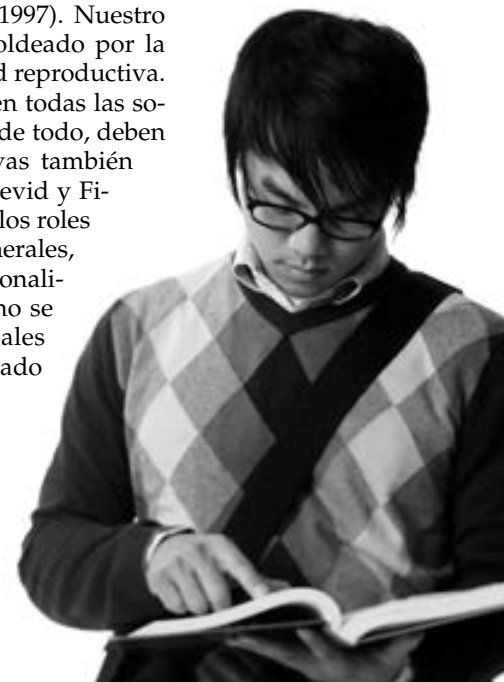 1997). Nuestro
oldeado por la
d reproductiva.
en todas las so-
de todo, deben
vas también
evid y Fi-
los roles
nerales,
onali-
no se
ales
ado